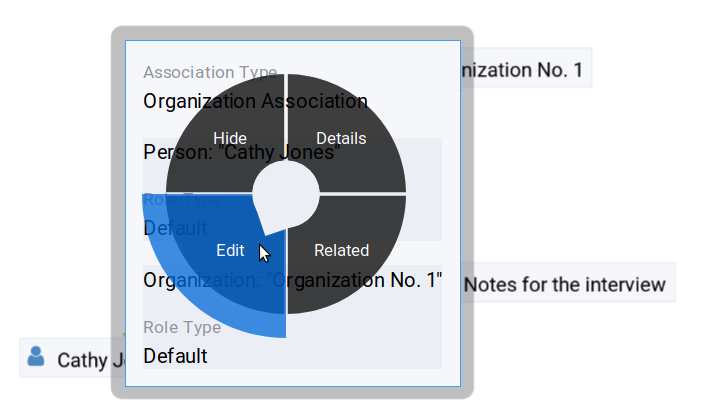 Association Type
nization No. 1
Organization Association
Hide
Details
Person: "Cathy Jones"
Role Type
Default
Edit
Related
Organization: "Organization No. 1"
Notes for the interview
Role Type
Default
Cathy Jo